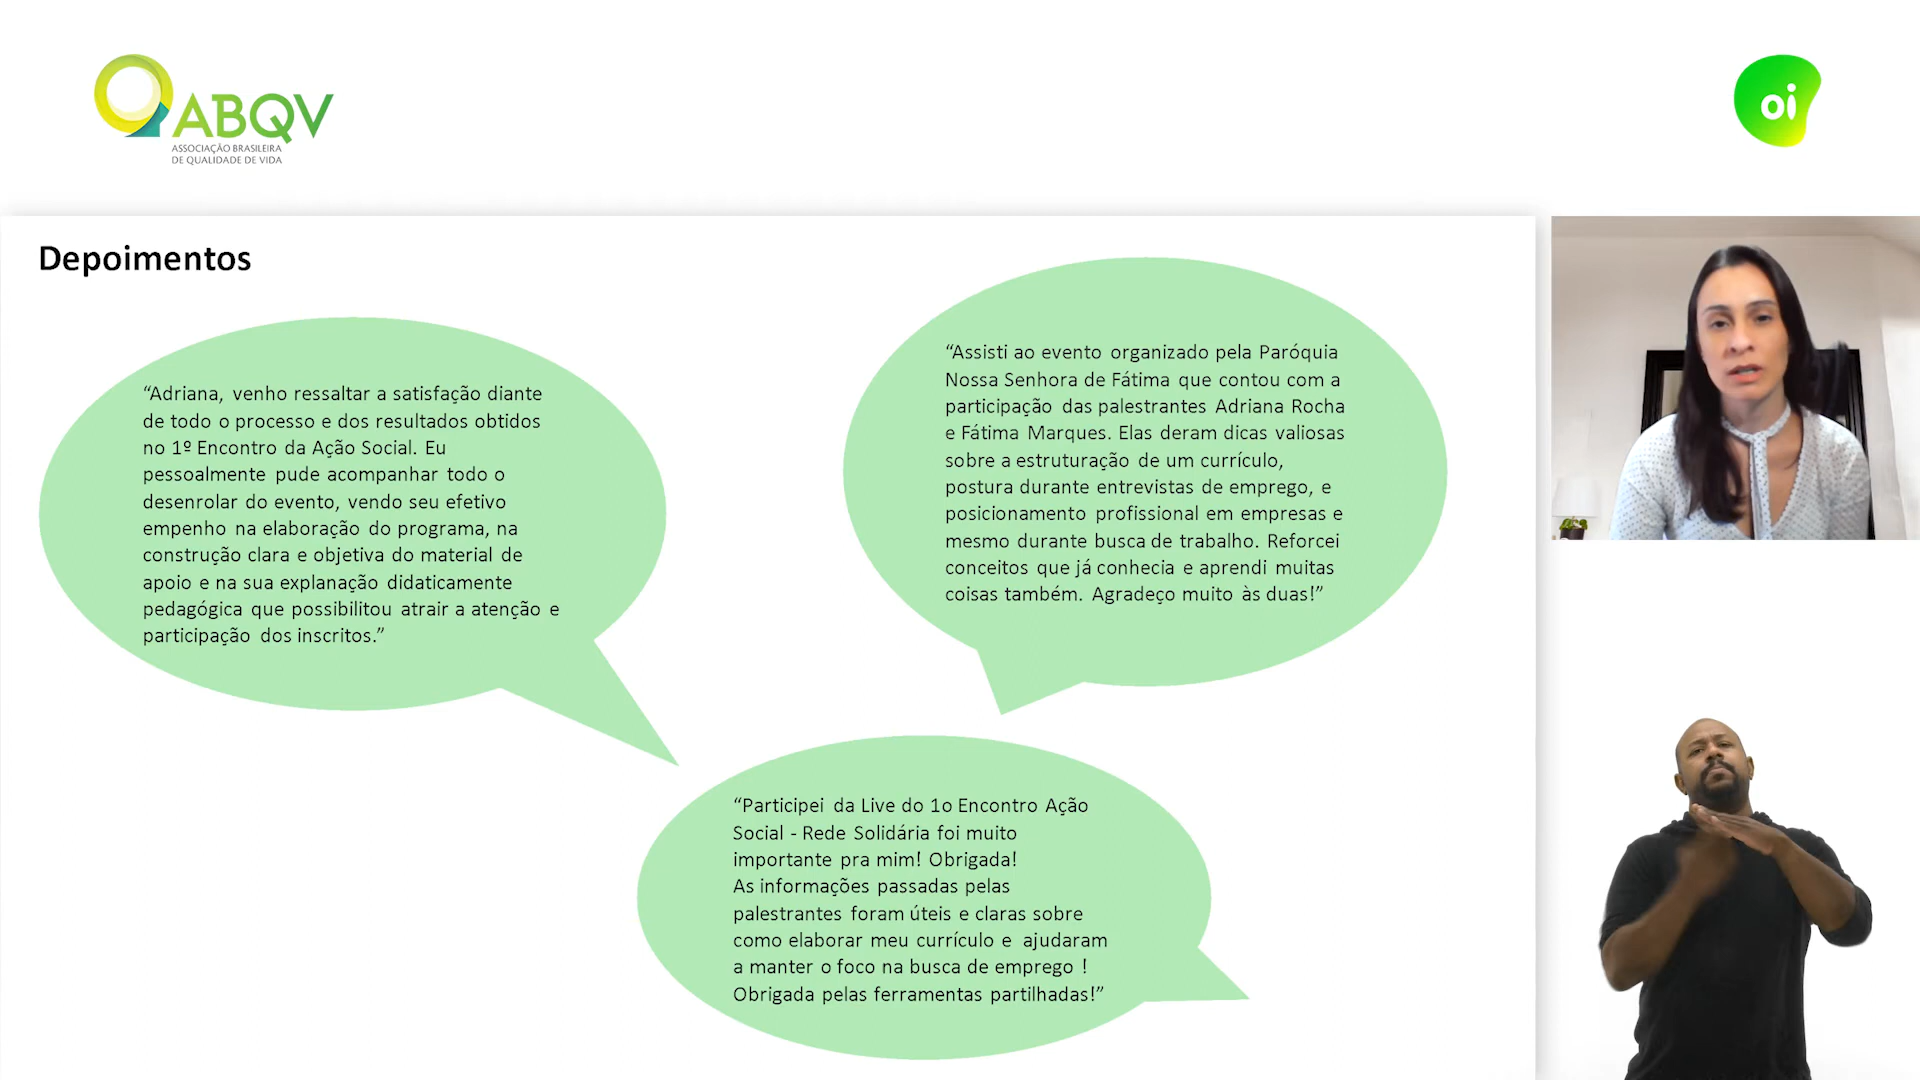 ABQV
ASSOCIAÇÃO BRASILEIRA
DE QUALIDADE DE VIDA
oi
Depoimentos
“Adriana, venho ressaltar a satisfação diante
de todo o processo e dos resultados obtidos
no 1º Encontro da Ação Social. Eu
pessoalmente pude acompanhar todo o
desenrolar do evento, vendo seu efetivo
empenho na elaboração do programa, na
construção clara e objetiva do material de
apoio e na sua explanação didaticamente
pedagógica que possibilitou atrair a atenção e
participação dos inscritos.”
“Assisti ao evento organizado pela Paróquia
Nossa Senhora de Fátima que contou com a
participação das palestrantes Adriana Rocha
e Fátima Marques. Elas deram dicas valiosas
sobre a estruturação de um currículo,
postura durante entrevistas de emprego, e
posicionamento profissional em empresas e
mesmo durante busca de trabalho. Reforcei
conceitos que já conhecia e aprendi muitas
coisas também. Agradeço muito às duas!”
“Participei da Live do 1o Encontro Ação
Social - Rede Solidária foi muito
importante pra mim! Obrigada!
As informações passadas pelas
palestrantes foram úteis e claras sobre
como elaborar meu currículo e ajudaram
a manter o foco na busca de emprego !
Obrigada pelas ferramentas partilhadas!”